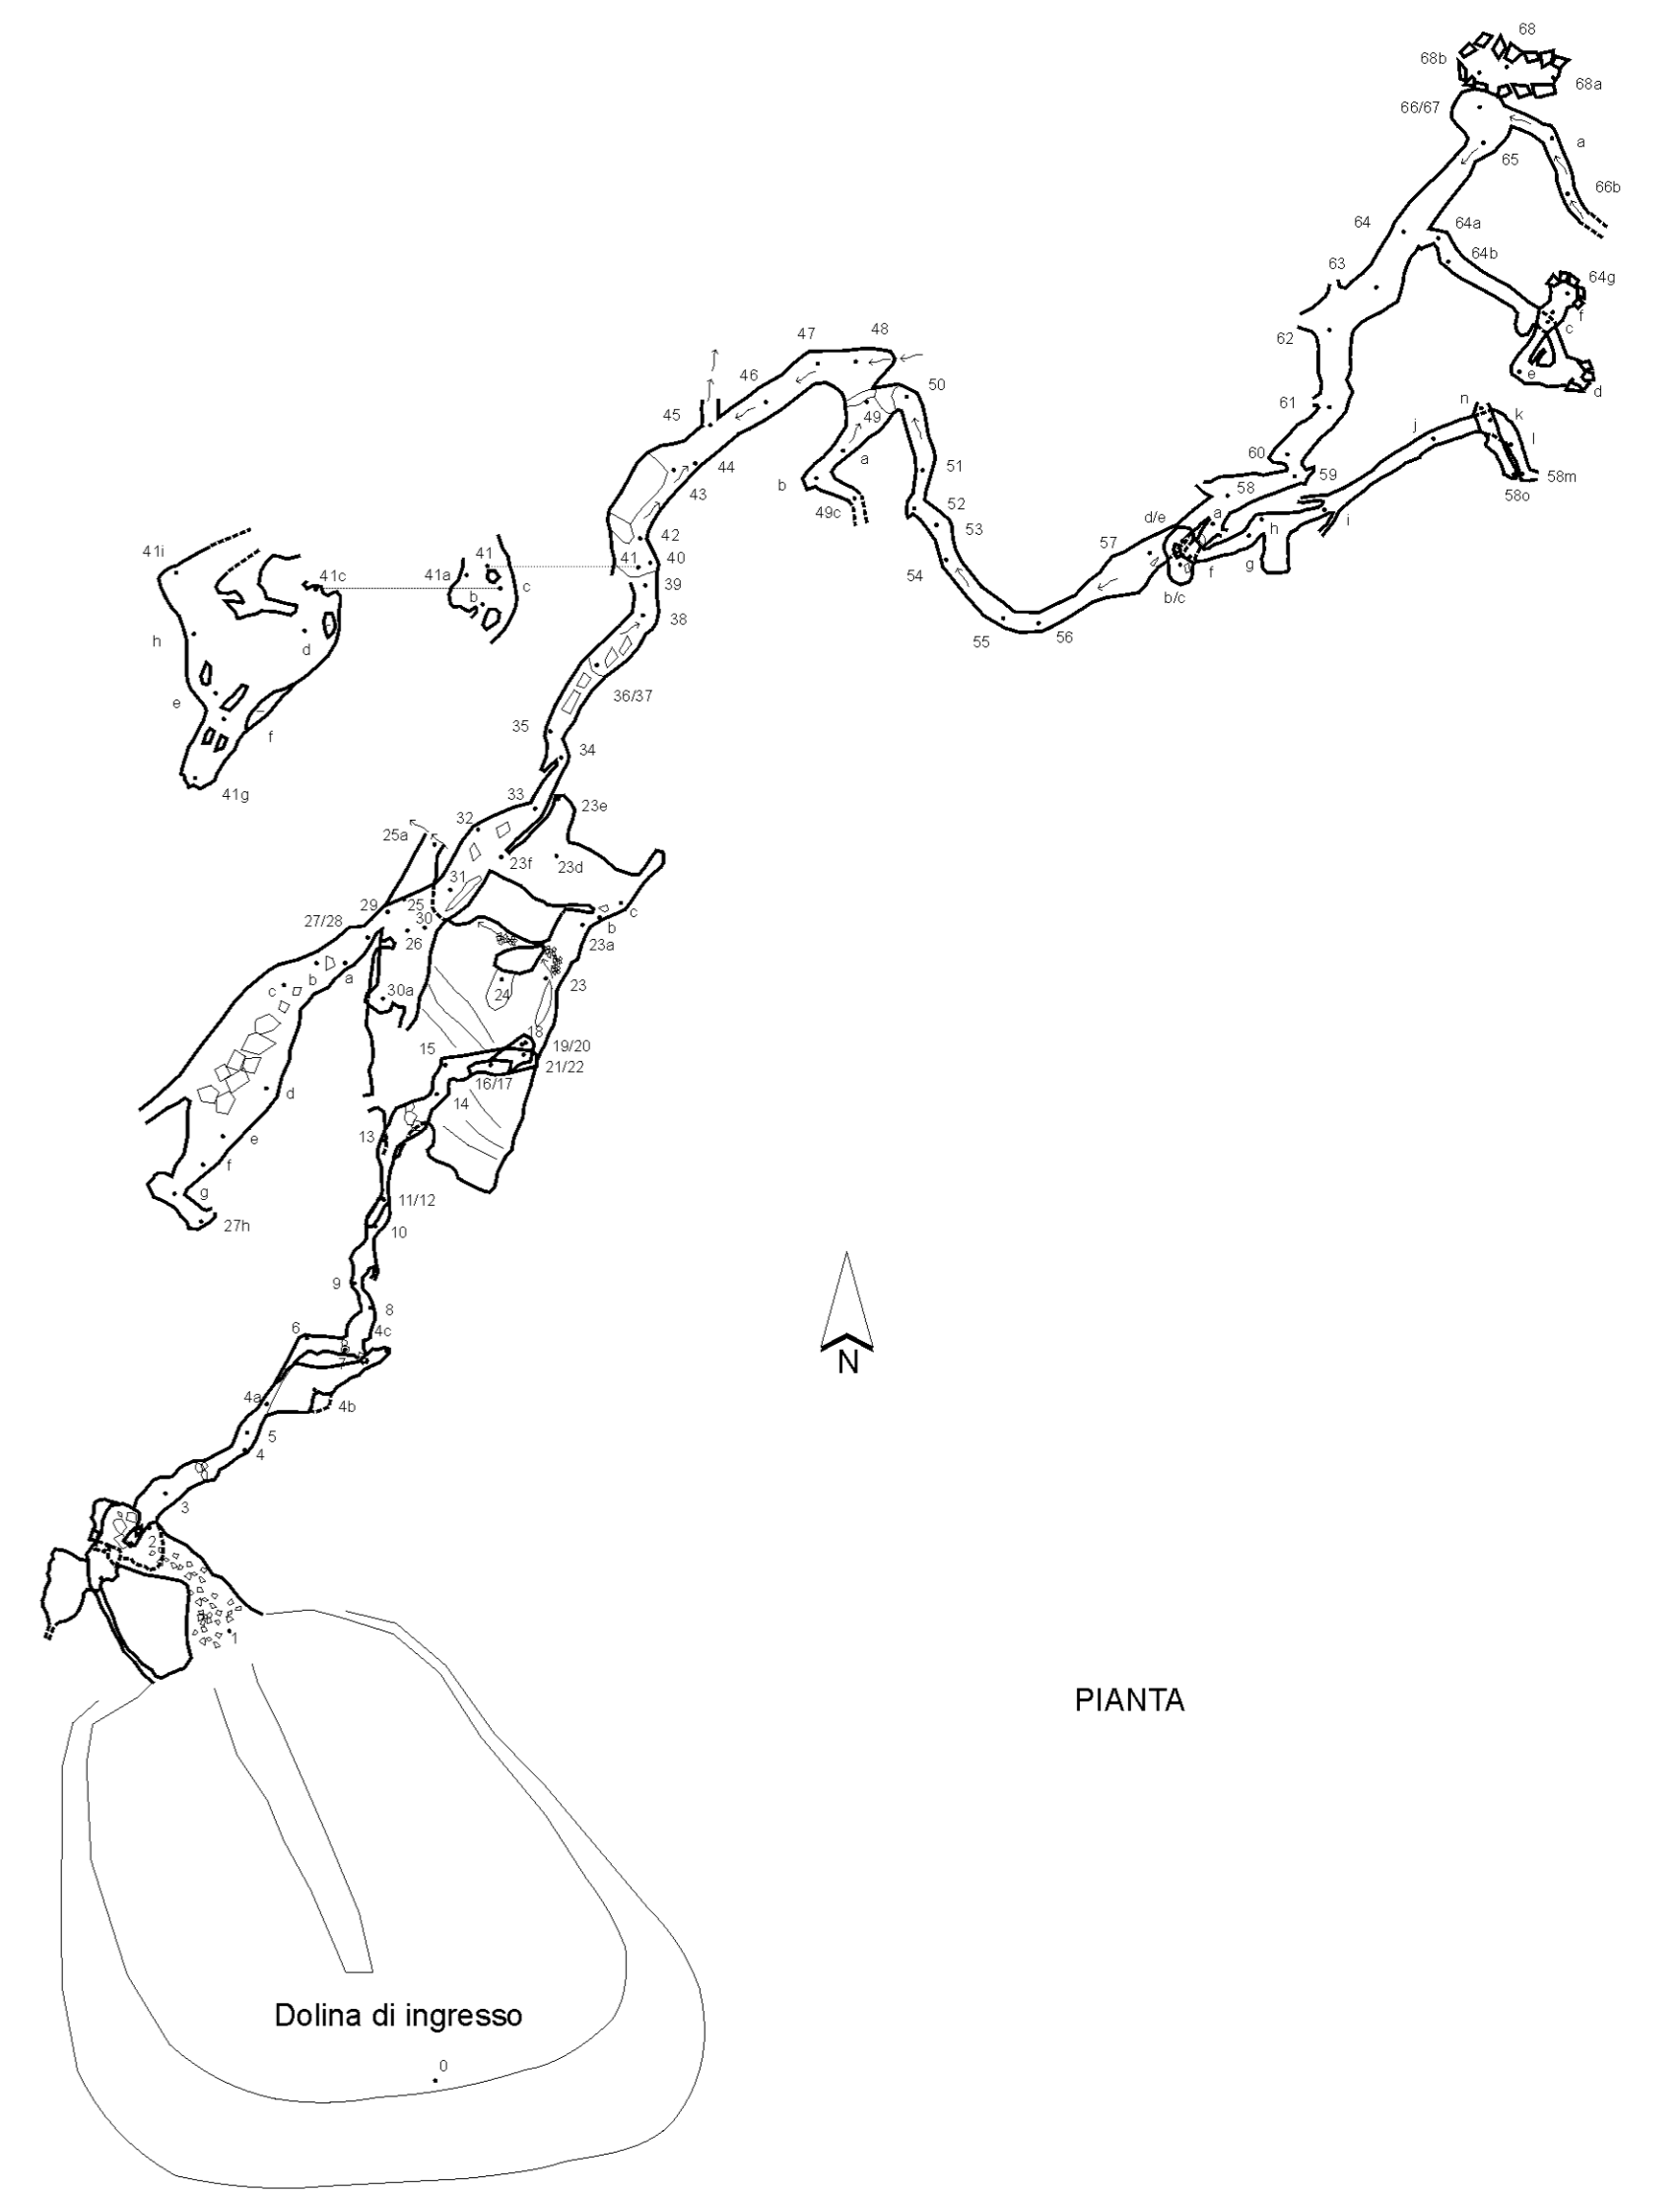 68
68b
68a
66/67
a
65
66b
64
64a
64b
63
64g
f
c
62
e
d
48
47
46
50
61
n
k
45
49
j
l
a
44
51
60
59
58m
b
43
58
58o
49c
52
42
d/e
a
i
53
h
57
41i
41
41
40
54
g
41a
41c
f
39
c
b
b/c
38
h
d
55
56
36/37
e
35
f
34
41g
33
23e
32
25a
23f
23d
31
29
25
27/28
30
c
b
26
23a
b
a
c
30a
24
23
18
15
19/20
21/22
16/17
d
14
13
e
f
g
11/12
27h
10
9
8
6
4c
7
4a
4b
5
4
3
2
1
N
PIANTA
Dolina di ingresso
0